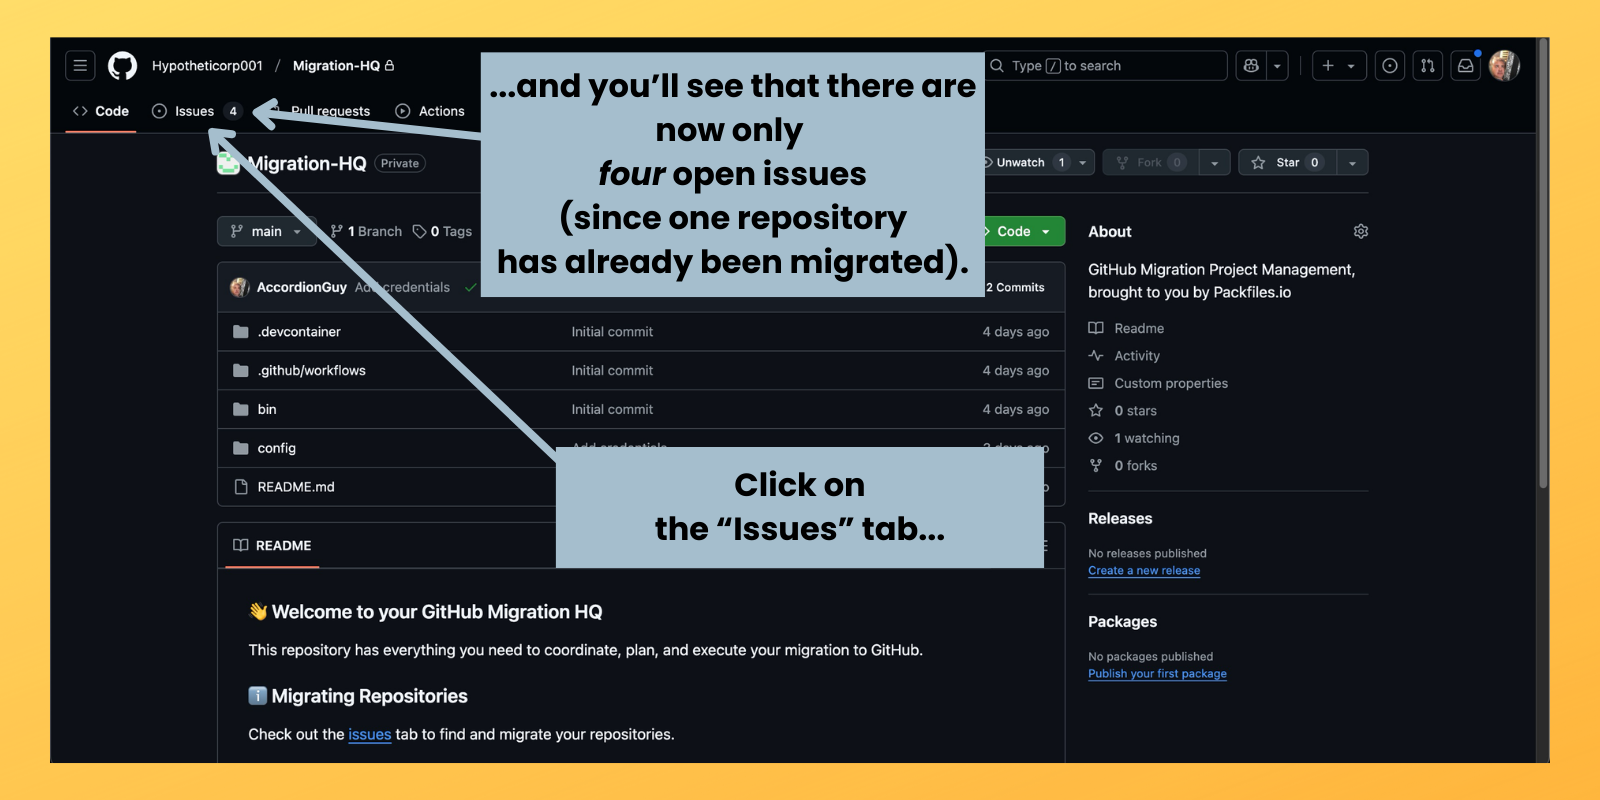 Hypotheticorp001 / Migration-HQ
Type / to search
Code
Issues 4
Pull requests
Actions
...and you’ll see that there are
now only
four open issues
(since one repository
has already been migrated).
Migration-HQ Private
Unwatch 1
Fork 0
Star 0
main
1 Branch
0 Tags
Code
AccordionGuy Add credentials
2 Commits
.devcontainer Initial commit 4 days ago
.github/workflows Initial commit 4 days ago
bin Initial commit 4 days ago
config Add credentials 3 days ago
README.md
Click on
the “Issues” tab...
README
👋 Welcome to your GitHub Migration HQ
This repository has everything you need to coordinate, plan, and execute your migration to GitHub.
ℹ️ Migrating Repositories
Check out the issues tab to find and migrate your repositories.
About
GitHub Migration Project Management,
brought to you by Packfiles.io
Readme
Activity
Custom properties
0 stars
1 watching
0 forks
Releases
No releases published
Create a new release
Packages
No packages published
Publish your first package